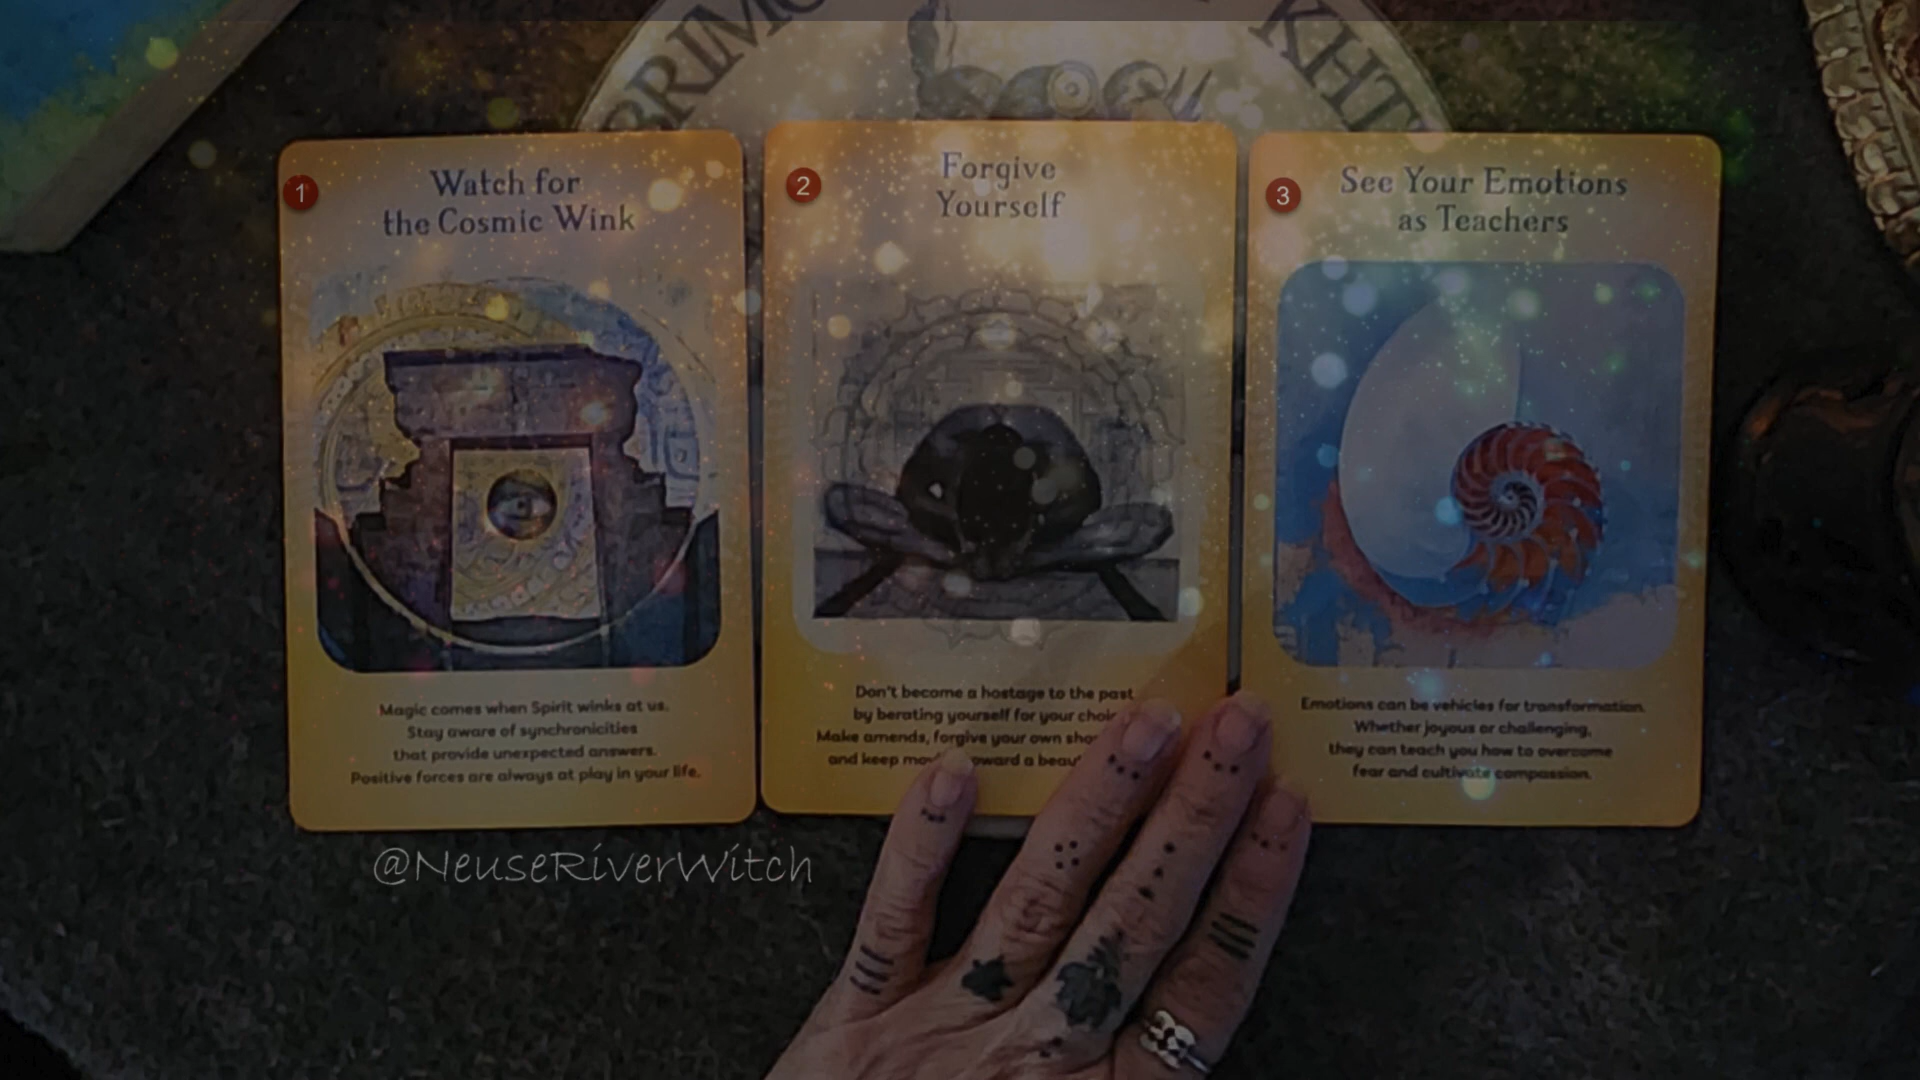 BRIMO
KHT
1
Watch for
the Cosmic Wink
Magic comes when Spirit winks at us.
Stay aware of synchronicities
that provide unexpected answers.
Positive forces are always at play in your life.
2
Forgive
Yourself
Don't become a hostage to the past
by berating yourself for your
Make amends, forgive your own
and keep a
3
See Your Emotions
as Teachers
Emotions can be vehicles for transformation.
Whether joyous or challenging,
they can teach you how to overcome
fear and cultivate compassion.
@NeuseRiverWitch